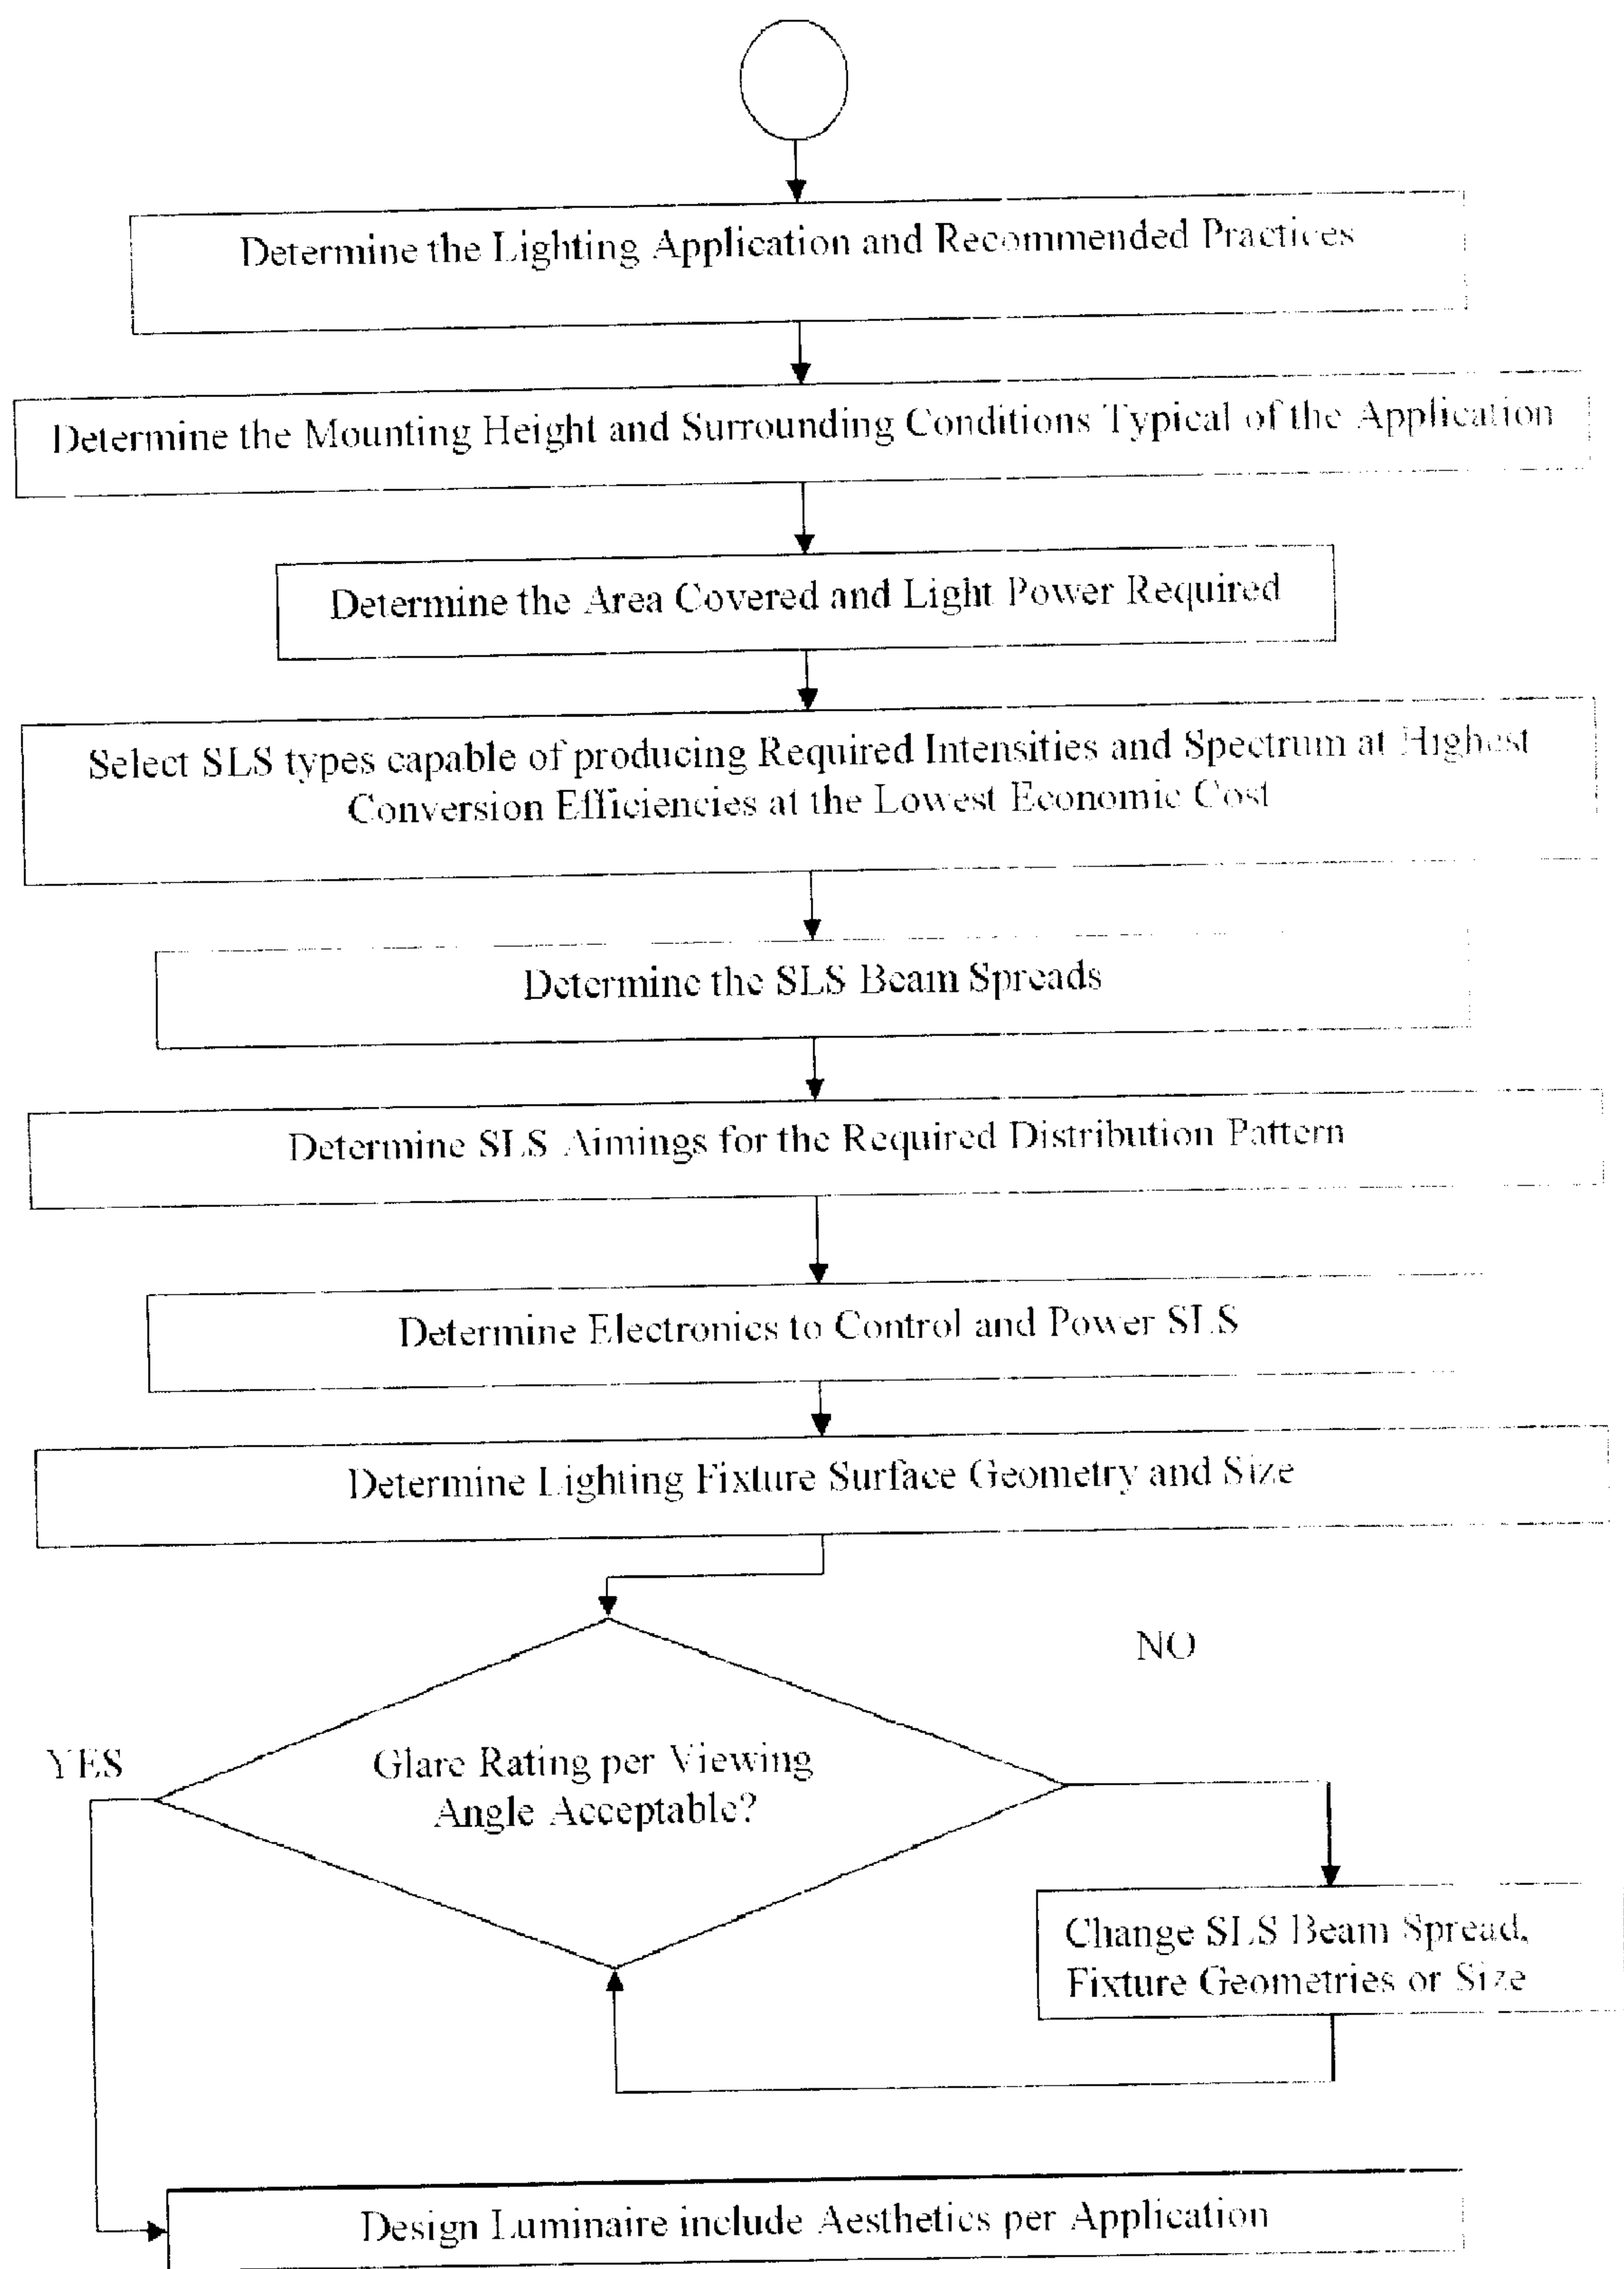 Determine the Lighting Application and Recommended Practices
Determine the Mounting Height and Surrounding Conditions Typical of the Application
Determine the Area Covered and Light Power Required
Select SLS types capable of producing Required Intensities and Spectrum at Highest
Conversion Efficiencies at the Lowest Economic Cost
Determine the SLS Beam Spreads
Determine SLS Aimings for the Required Distribution Pattern
Determine Electronics to Control and Power SLS
Determine Lighting Fixture Surface Geometry and Size
NO
YES
Glare Rating per Viewing
Angle Acceptable?
Change SLS Beam Spread,
Fixture Geometries or Size
Design Luminaire include Aesthetics per Application